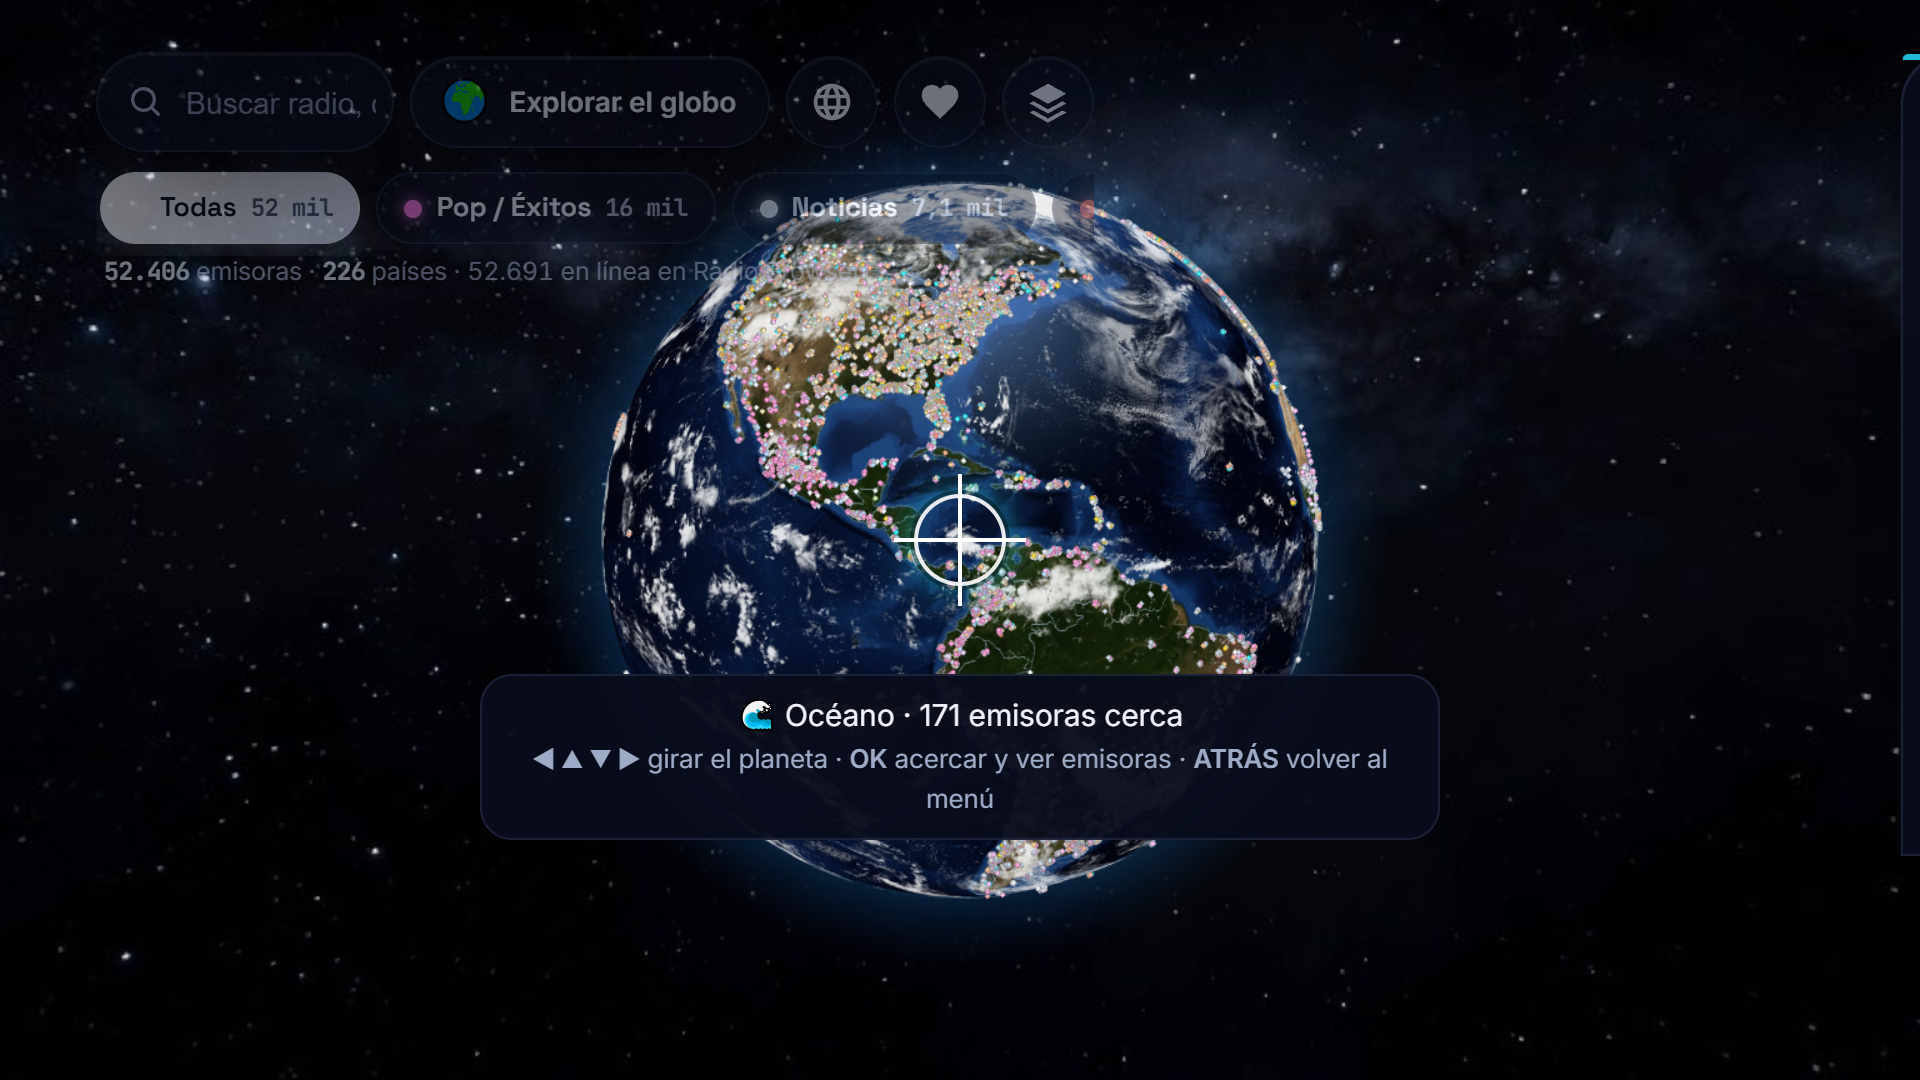 Buscar radio, c
Explorar el globo
Todas 52 mil
Pop / Éxitos 16 mil
Noticias 7,1 mil
52.406 emisoras · 226 países · 52.691 en línea en Radio Browser
🌊 Océano · 171 emisoras cerca
◀ ▲ ▼ ▶ girar el planeta · OK acercar y ver emisoras · ATRÁS volver al
menú